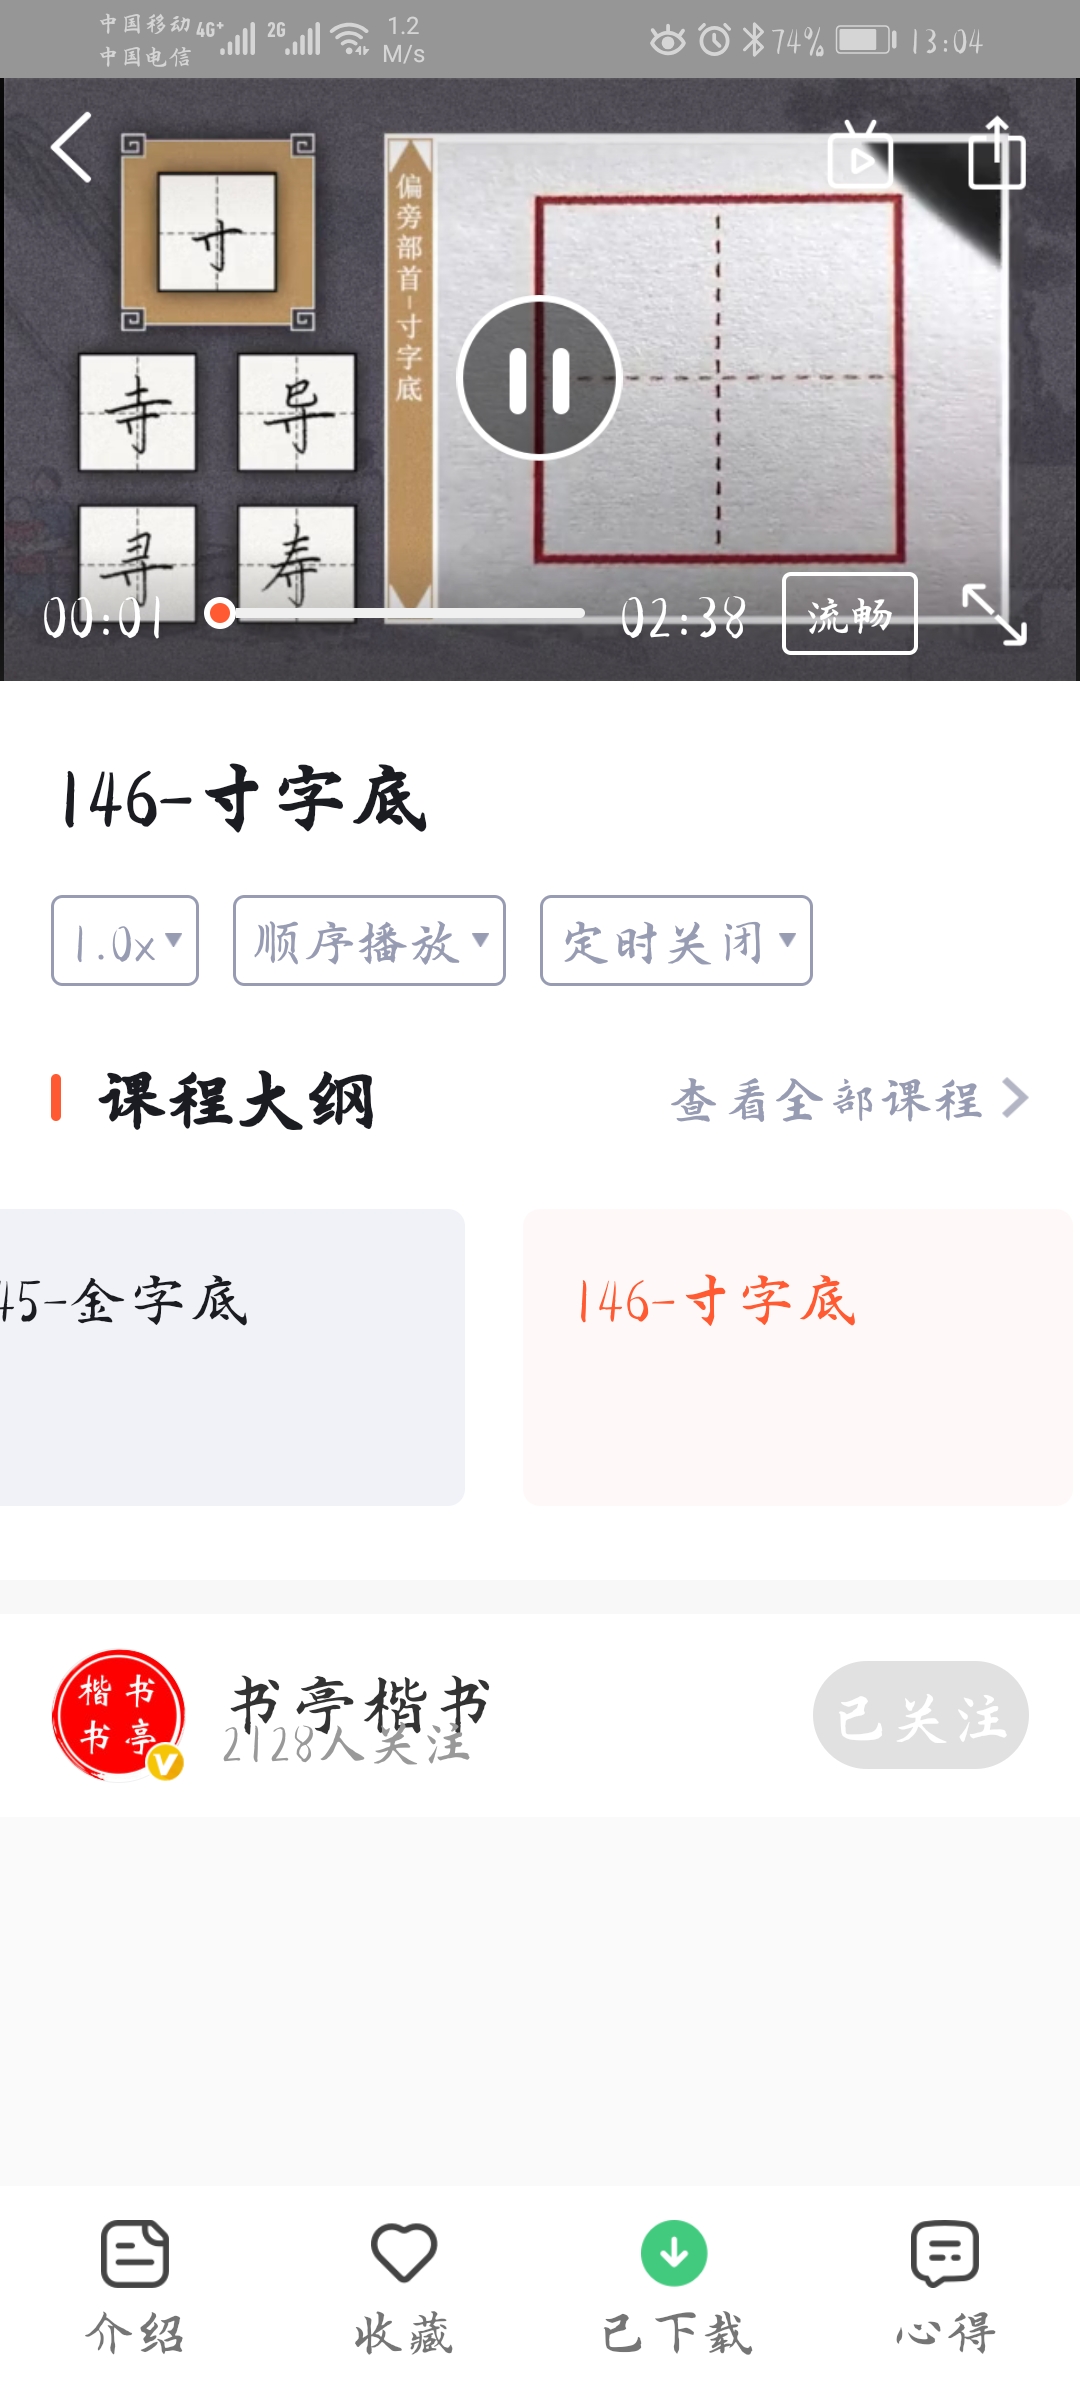 中国移动 4G+ 2G 1.2 M/s 74% 13:04
中国电信
偏旁部首-寸字底
寸
寺 导
寻 寿
00:01 02:38 流畅
146-寸字底
1.0x 顺序播放 定时关闭
课程大纲 查看全部课程
45-金字底 146-寸字底
楷书
书亭
V
书亭楷书
2128人关注
已关注
介绍 收藏 已下载 心得